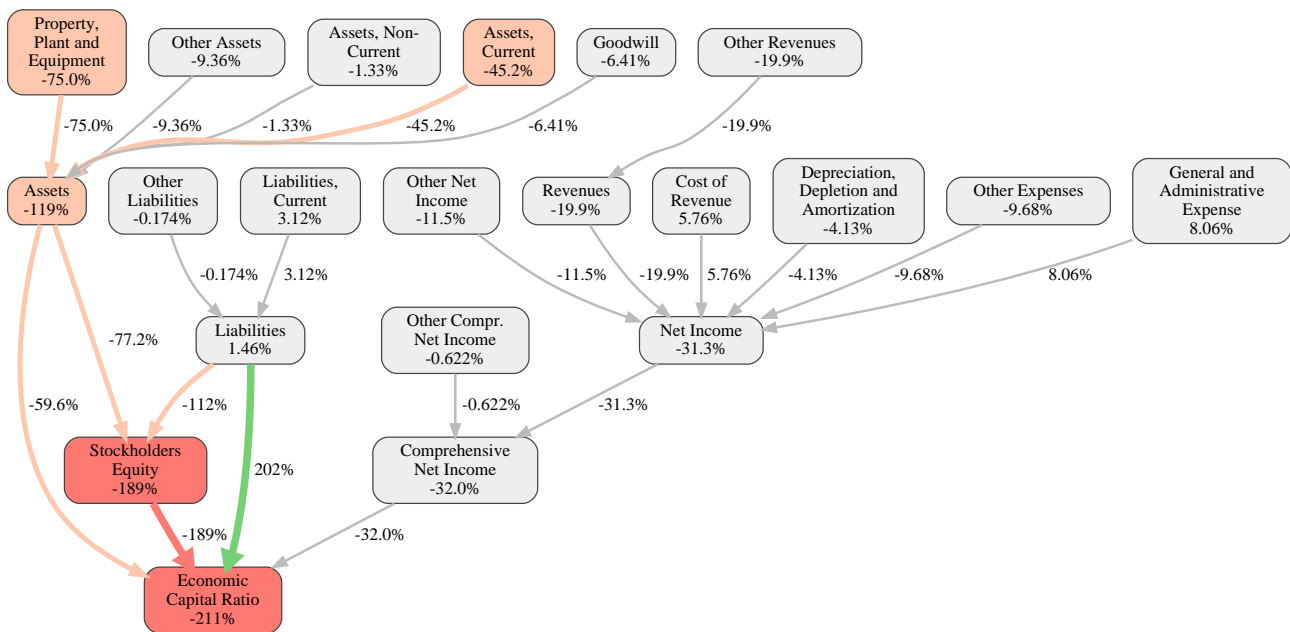 Property,
Plant and
Equipment
-75.0%
Other Assets
-9.36%
Assets, Non-
Current
-1.33%
Assets,
Current
-45.2%
Goodwill
-6.41%
Other Revenues
-19.9%
-75.0%
-9.36%
-1.33%
-45.2%
-6.41%
-19.9%
Assets
-119%
Other
Liabilities
-0.174%
Liabilities,
Current
3.12%
Other Net
Income
-11.5%
Revenues
-19.9%
Cost of
Revenue
5.76%
Depreciation,
Depletion and
Amortization
-4.13%
Other Expenses
-9.68%
General and
Administrative
Expense
8.06%
-0.174%
3.12%
-11.5%
-19.9%
5.76%
-4.13%
-9.68%
8.06%
Liabilities
1.46%
Other Compr.
Net Income
-0.622%
Net Income
-31.3%
-77.2%
-59.6%
-112%
-0.622%
-31.3%
Stockholders
Equity
-189%
202%
Comprehensive
Net Income
-32.0%
-189%
-32.0%
Economic
Capital Ratio
-211%